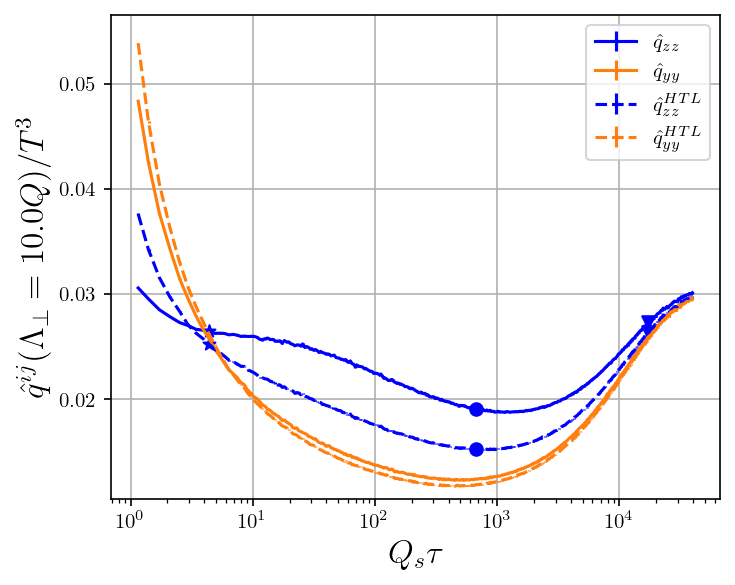 q̂_zz
q̂_yy
q̂_zz^HTL
q̂_yy^HTL
0.05
0.04
0.03
0.02
q̂^ij(Λ_⊥ = 10.0Q)/T^3
10^0
10^1
10^2
10^3
10^4
Q_sτ